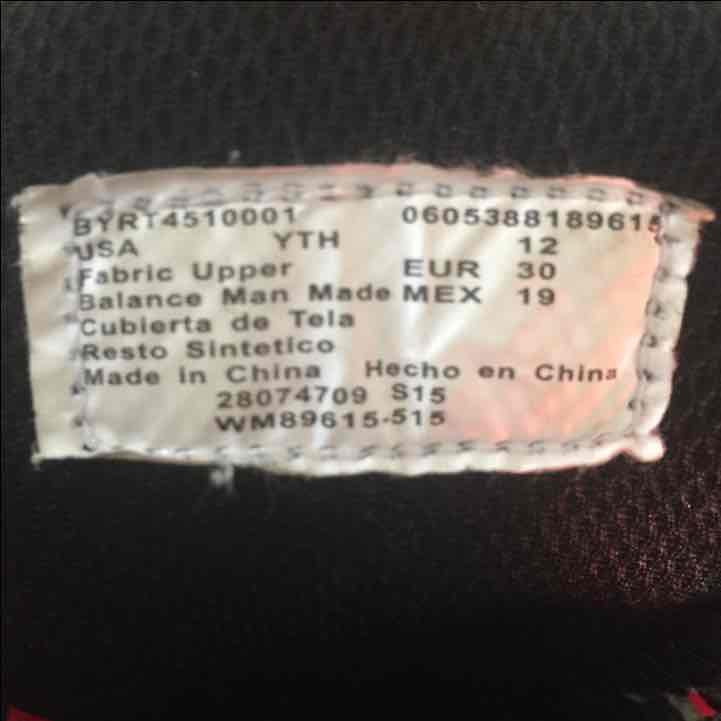 BYRT4510001 0605388189615
USA YTH 12
Fabric Upper EUR 30
Balance Man Made MEX 19
Cubierta de Tela
Resto Sintetico
Made in China Hecho en China
28074709 S15
WM89615-515